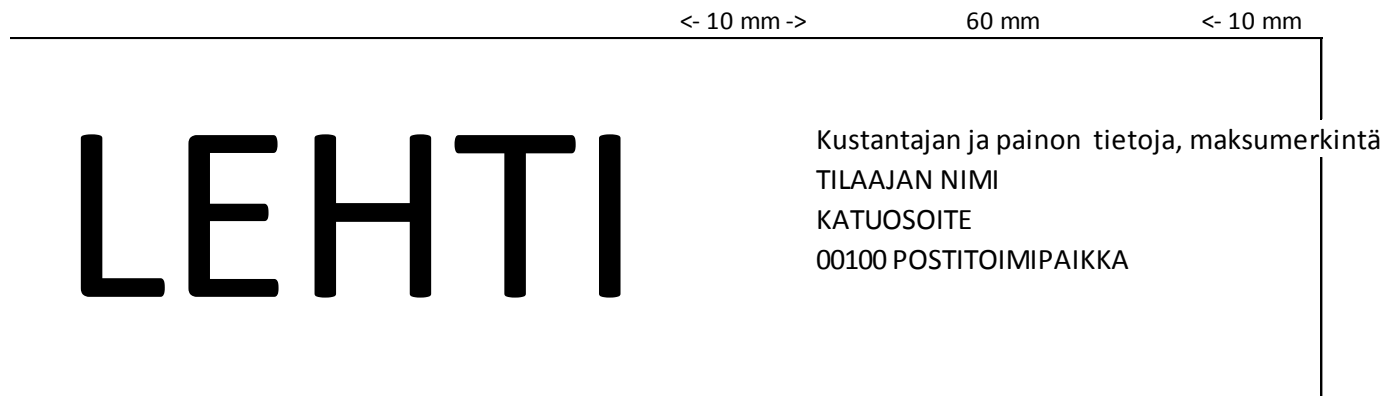 <- 10 mm -> 60 mm <- 10 mm
LEHTI
Kustantajan ja painon tietoja, maksumerkintä
TILAAJAN NIMI
KATUOSOITE
00100 POSTITOIMIPAIKKA